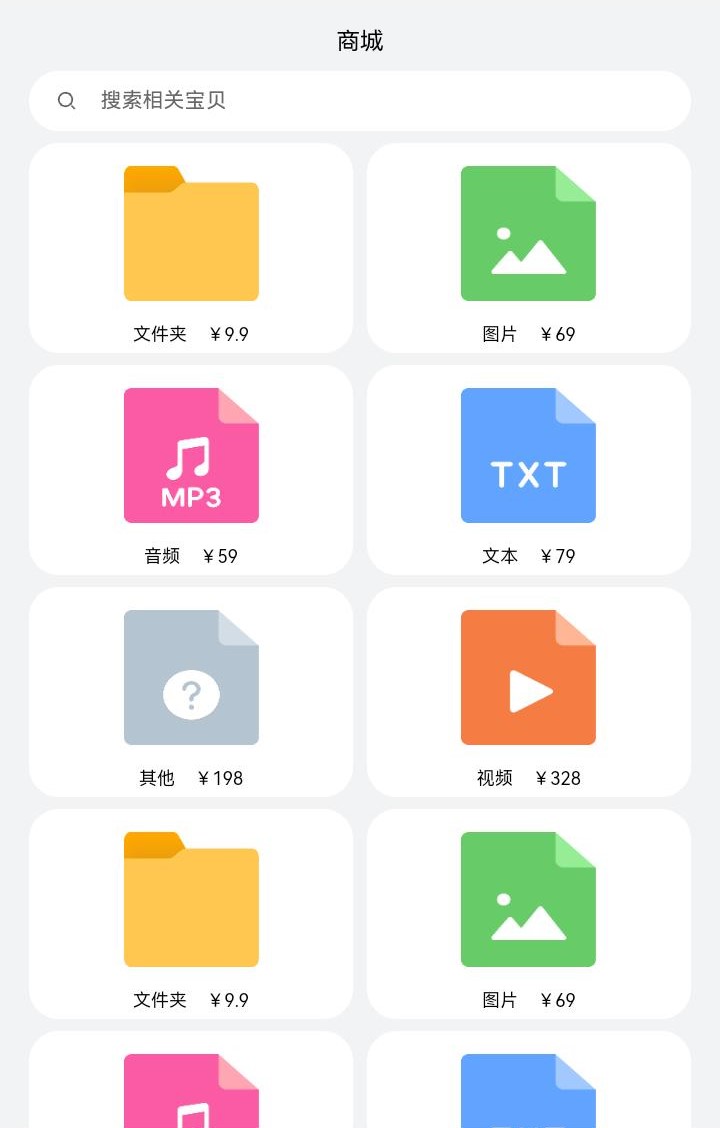 商城
搜索相关宝贝
文件夹 ￥9.9
图片 ￥69
MP3
TXT
音频 ￥59
文本 ￥79
?
其他 ￥198
视频 ￥328
文件夹 ￥9.9
图片 ￥69